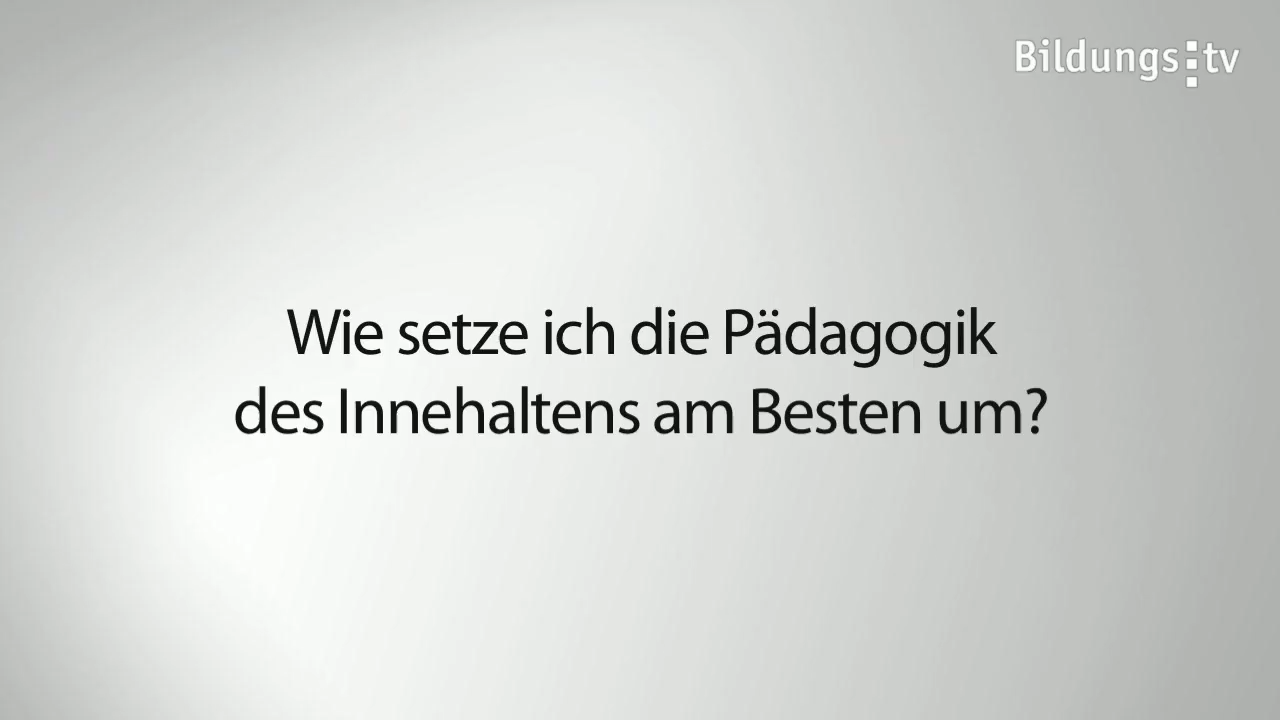 Bildungs:tv
Wie setze ich die Pädagogik
des Innehaltens am Besten um?